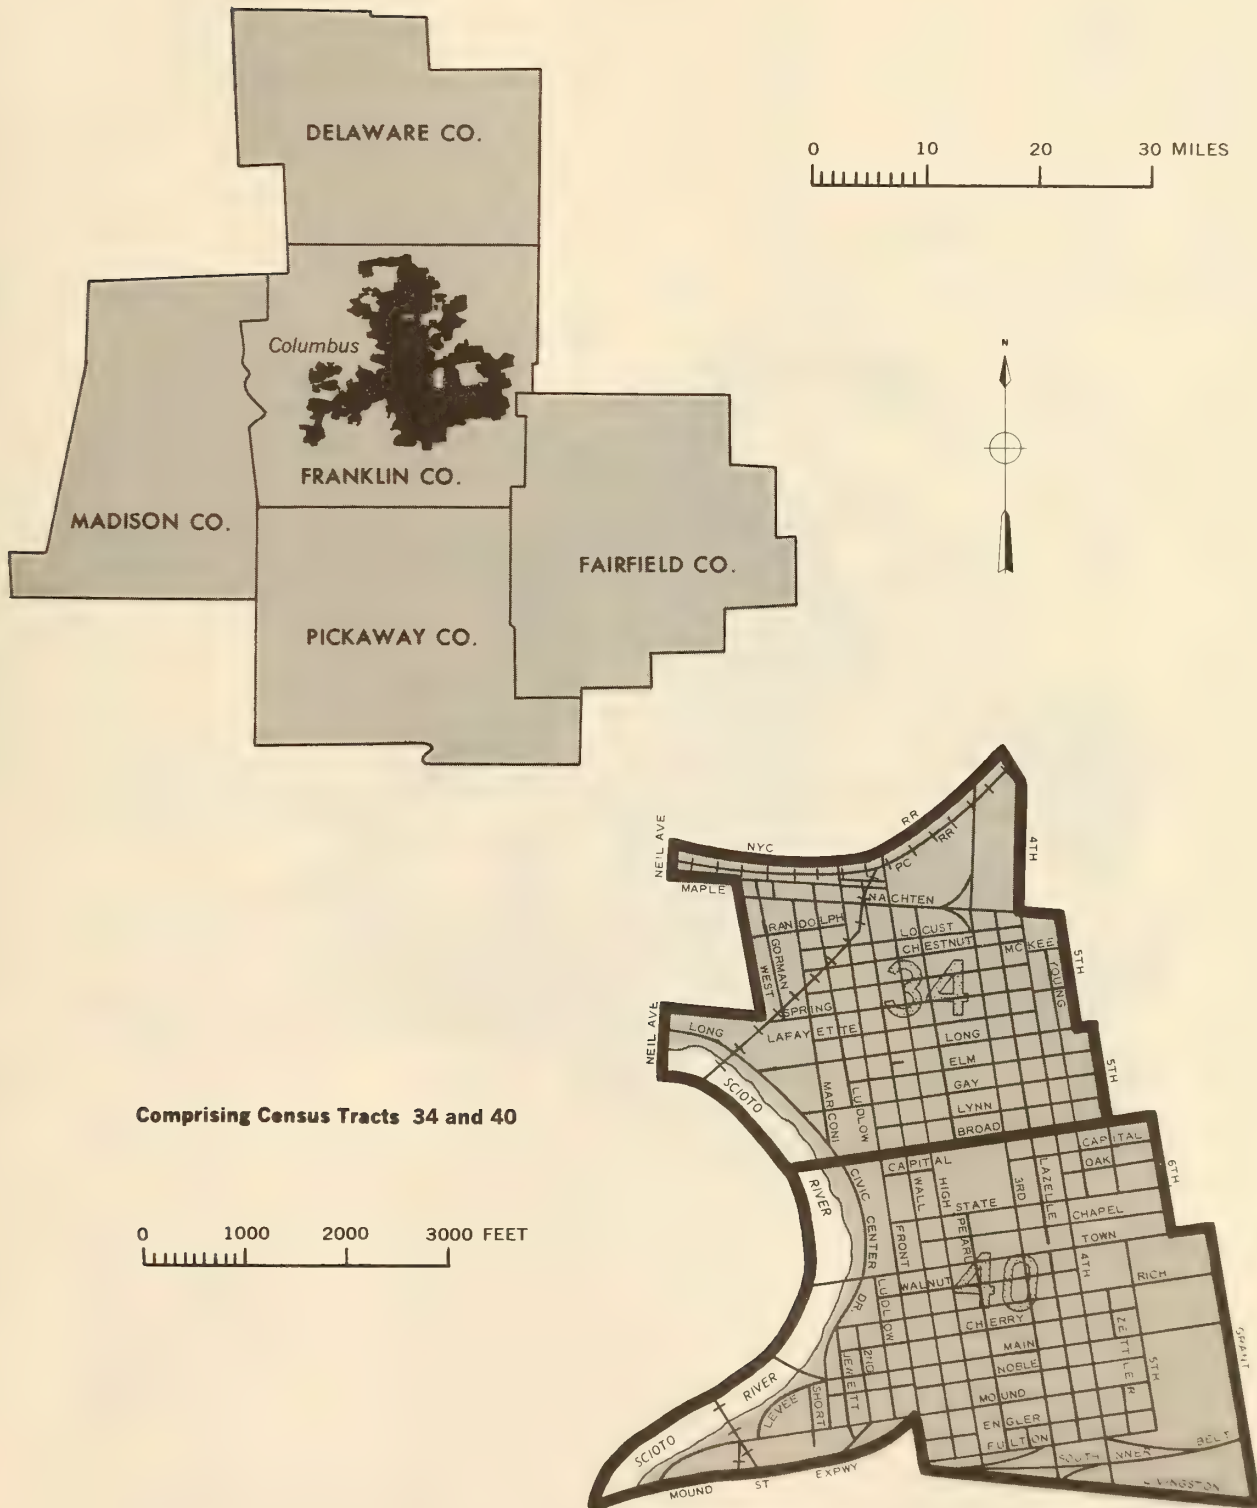 DELAWARE CO.
0 10 20 30 MILES
Columbus
N
FRANKLIN CO.
MADISON CO.
FAIRFIELD CO.
PICKAWAY CO.
Comprising Census Tracts 34 and 40
0 1000 2000 3000 FEET
NEIL AVE
NYC
RR
PC
RR
4TH
MAPLE
NACHTEN
RANDOLPH
LOCUST
CHESTNUT
MC KEE
GORMAN
WEST
34
YOUNG
5TH
SPRING
NEIL AVE
LONG
LAFAYETTE
LONG
ELM
5TH
SCIOTO
MARCONI
LUDLOW
GAY
LYNN
BROAD
CAPITAL
CAPITAL
OAK
6TH
RIVER
CIVIC CENTER DR.
WALL
HIGH
3RD
LAZELLE
STATE
CHAPEL
FRONT
PEARL
TOWN
4TH
40
WALNUT
RICH
LUDLOW
CHERRY
ZETTLER
GRANT
MAIN
2ND
JEWETT
NOBLE
5TH
RIVER
LEVEE
SHORT
MOUND
ENGLER
FULTON
SCIOTO
SOUTH INNER BELT
MOUND ST EXPWY
LIVINGSTON